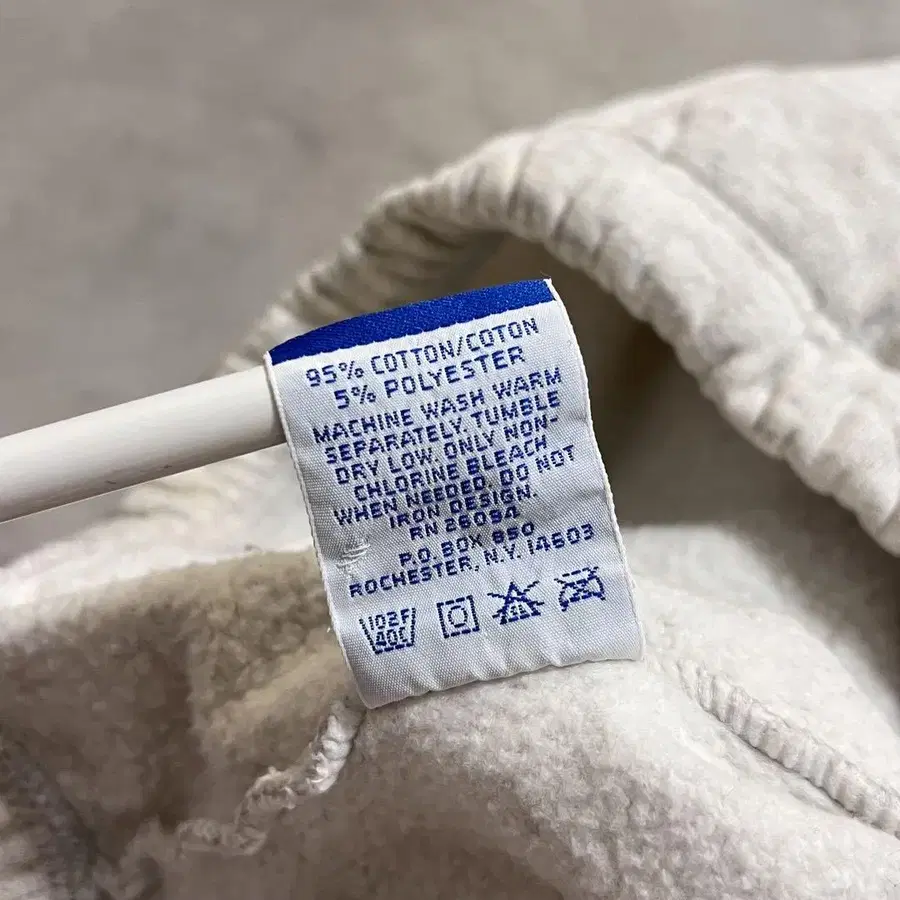 95% COTTON/COTON
5% POLYESTER
MACHINE WASH WARM
SEPARATELY. TUMBLE
DRY LOW. ONLY NON-
CHLORINE BLEACH
WHEN NEEDED. DO NOT
IRON DESIGN.
RN 26094
P.O. BOX 850
ROCHESTER, N.Y. 14603
102F
40C
CL